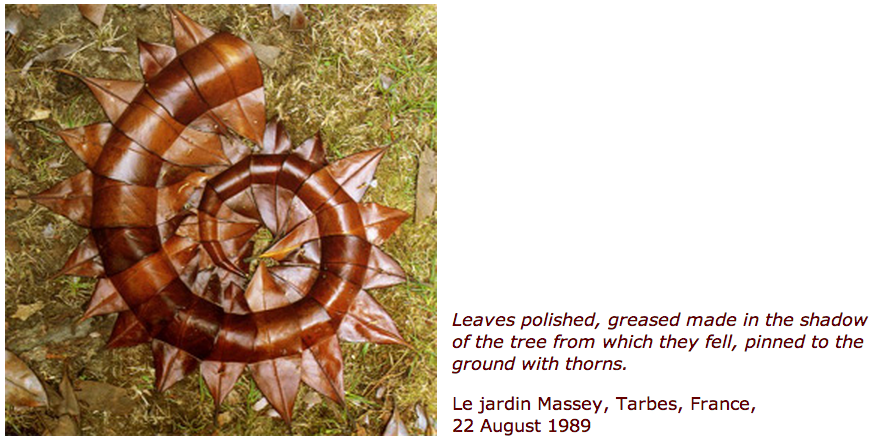 Leaves polished, greased made in the shadow
of the tree from which they fell, pinned to the
ground with thorns.
Le jardin Massey, Tarbes, France,
22 August 1989